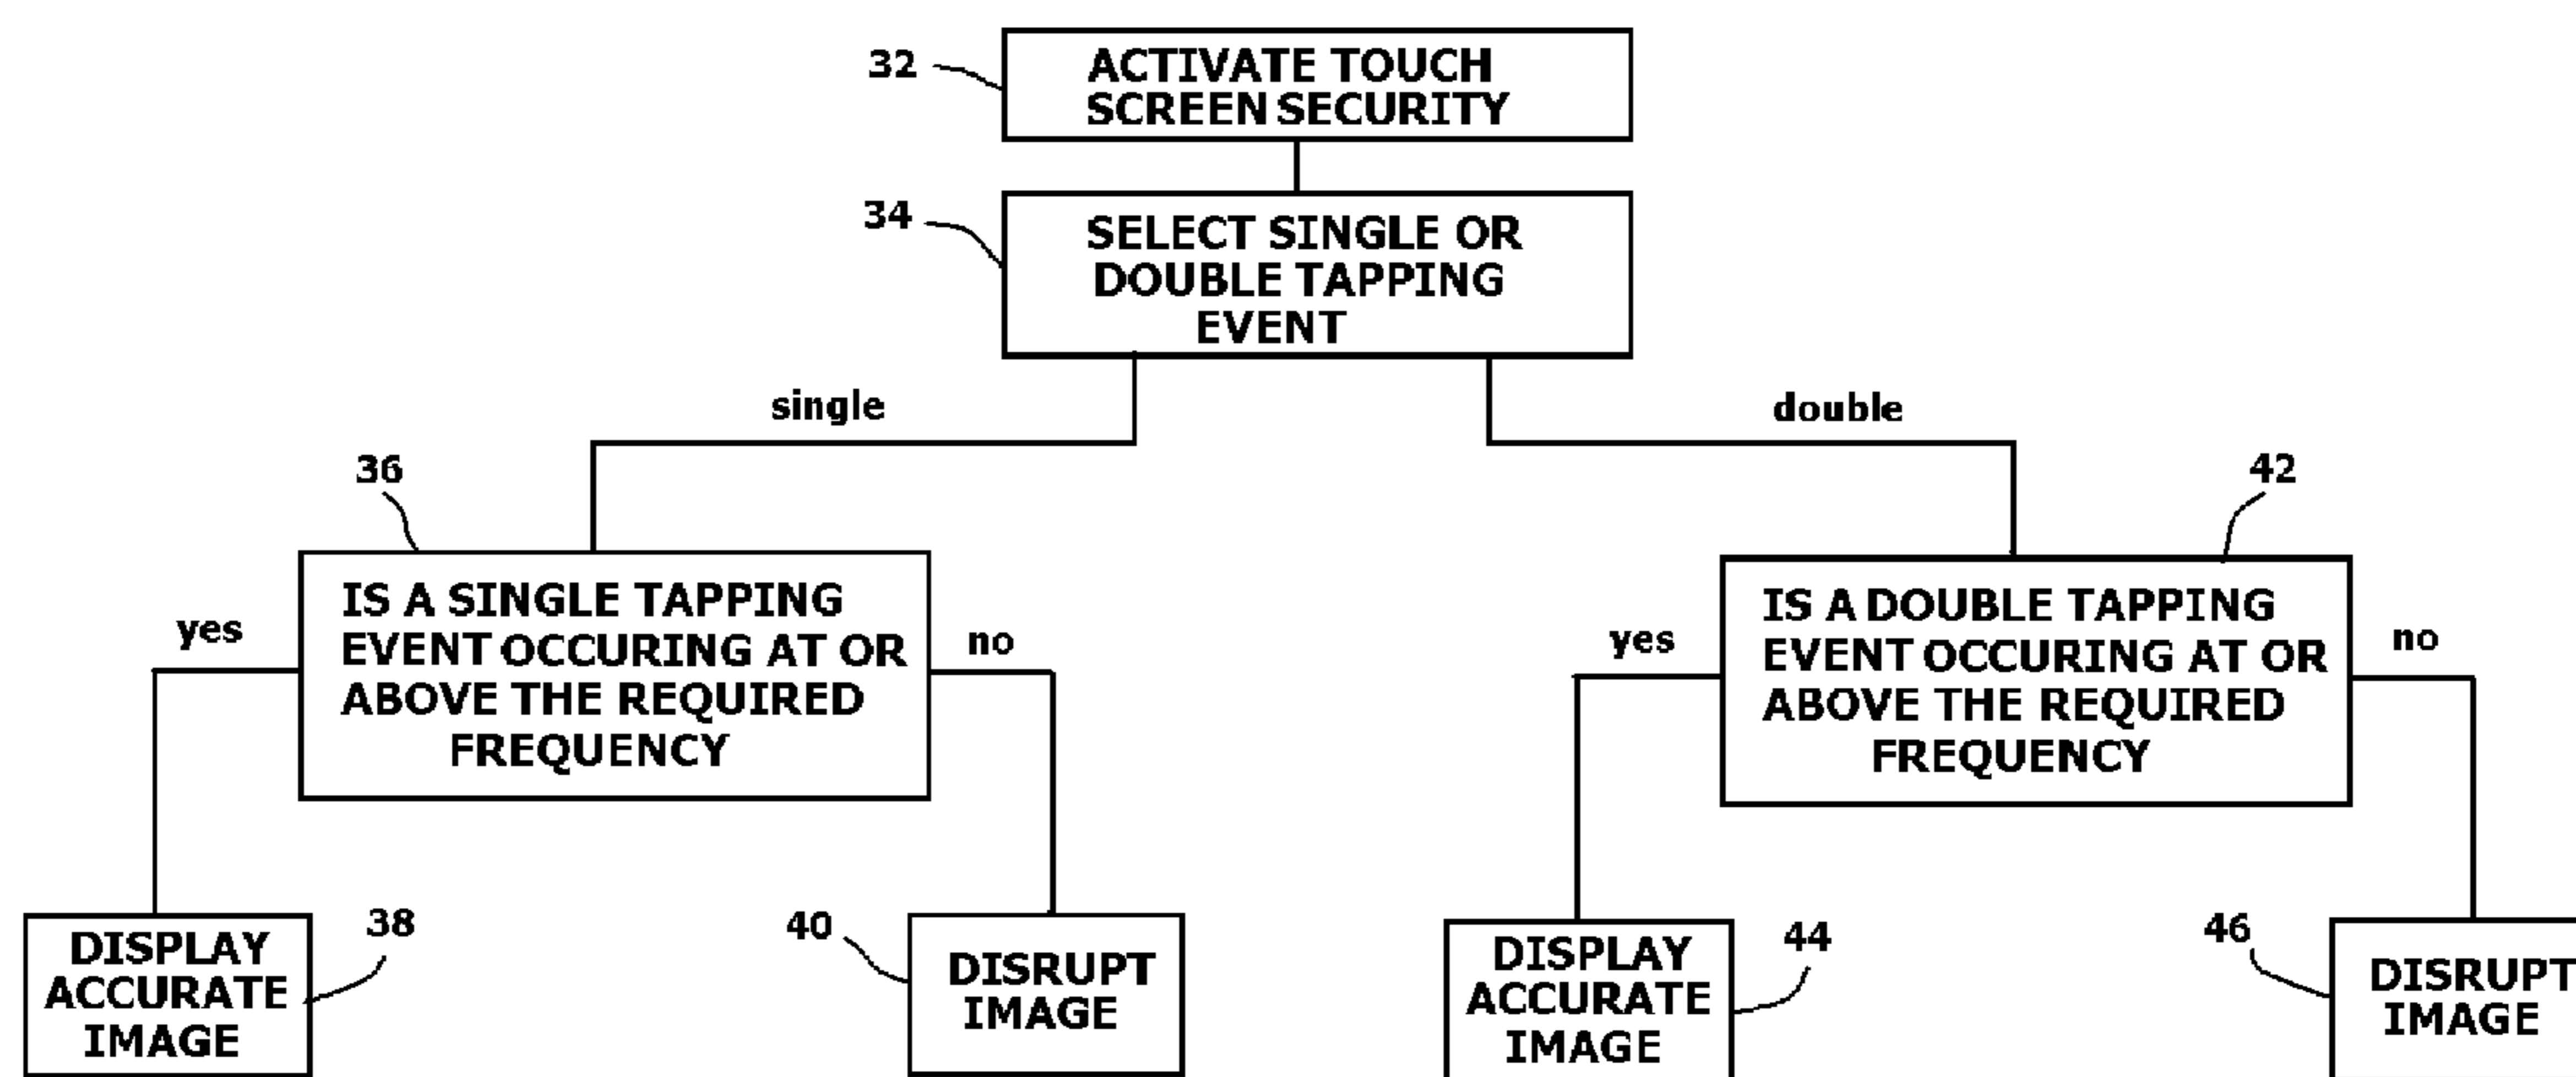 32
ACTIVATE TOUCH
SCREEN SECURITY
34
SELECT SINGLE OR
DOUBLE TAPPING
EVENT
single
double
36
42
IS A SINGLE TAPPING
EVENT OCCURING AT OR
ABOVE THE REQUIRED
FREQUENCY
yes
no
IS A DOUBLE TAPPING
EVENT OCCURING AT OR
ABOVE THE REQUIRED
FREQUENCY
yes
no
DISPLAY
ACCURATE
IMAGE
38
40
DISRUPT
IMAGE
DISPLAY
ACCURATE
IMAGE
44
46
DISRUPT
IMAGE